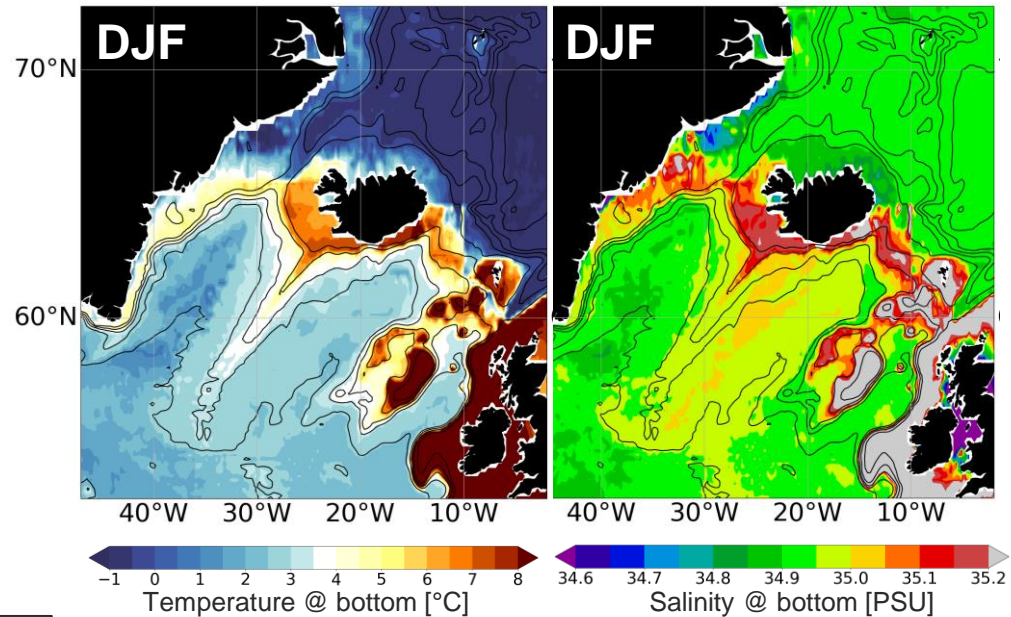 DJF
DJF
70°N
60°N
40°W 30°W 20°W 10°W
40°W 30°W 20°W 10°W
−1 0 1 2 3 4 5 6 7 8
34.6 34.7 34.8 34.9 35.0 35.1 35.2
Temperature @ bottom [°C]
Salinity @ bottom [PSU]